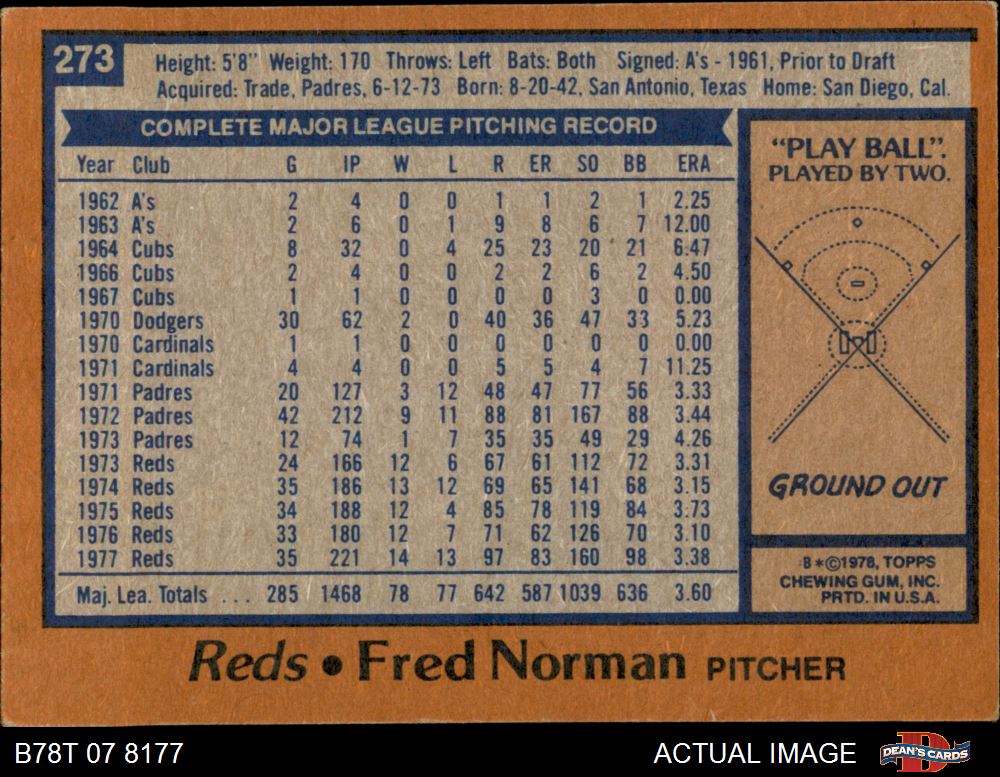 273
Height: 5'8" Weight: 170 Throws: Left Bats: Both Signed: A's - 1961, Prior to Draft
Acquired: Trade, Padres, 6-12-73 Born: 8-20-42, San Antonio, Texas Home: San Diego, Cal.
COMPLETE MAJOR LEAGUE PITCHING RECORD
Year Club G IP W L R ER SO BB ERA
1962 A's 2 4 0 0 1 1 2 1 2.25
1963 A's 2 6 0 1 9 8 6 7 12.00
1964 Cubs 8 32 0 4 25 23 20 21 6.47
1966 Cubs 2 4 0 0 2 2 6 2 4.50
1967 Cubs 1 1 0 0 0 0 3 0 0.00
1970 Dodgers 30 62 2 0 40 36 47 33 5.23
1970 Cardinals 1 1 0 0 0 0 0 0 0.00
1971 Cardinals 4 4 0 0 5 5 4 7 11.25
1971 Padres 20 127 3 12 48 47 77 56 3.33
1972 Padres 42 212 9 11 88 81 167 88 3.44
1973 Padres 12 74 1 7 35 35 49 29 4.26
1973 Reds 24 166 12 6 67 61 112 72 3.31
1974 Reds 35 186 13 12 69 65 141 68 3.15
1975 Reds 34 188 12 4 85 78 119 84 3.73
1976 Reds 33 180 12 7 71 62 126 70 3.10
1977 Reds 35 221 14 13 97 83 160 98 3.38
Maj. Lea. Totals ... 285 1468 78 77 642 587 1039 636 3.60
"PLAY BALL".
PLAYED BY TWO.
GROUND OUT
B*©1978, TOPPS
CHEWING GUM, INC.
PRTD. IN U.S.A.
Reds • Fred Norman PITCHER
B78T 07 8177
ACTUAL IMAGE
DEAN'S CARDS